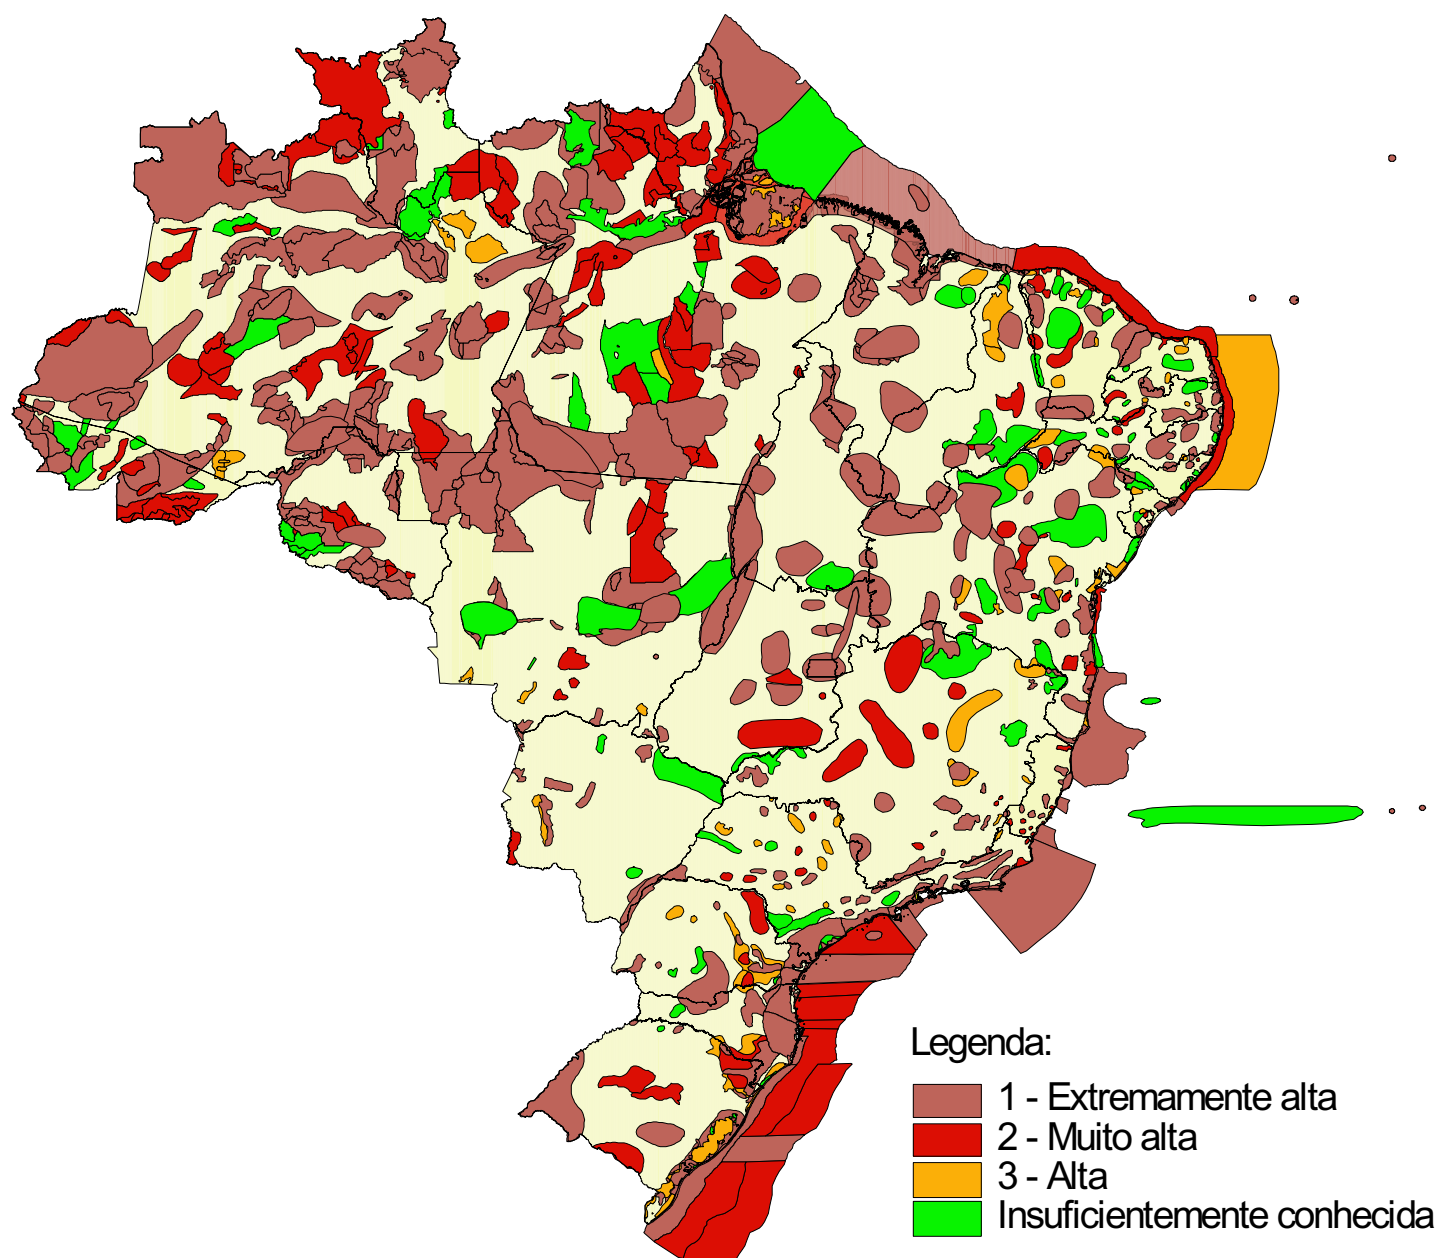 Legenda:
1 - Extremamente alta
2 - Muito alta
3 - Alta
Insuficientemente conhecida